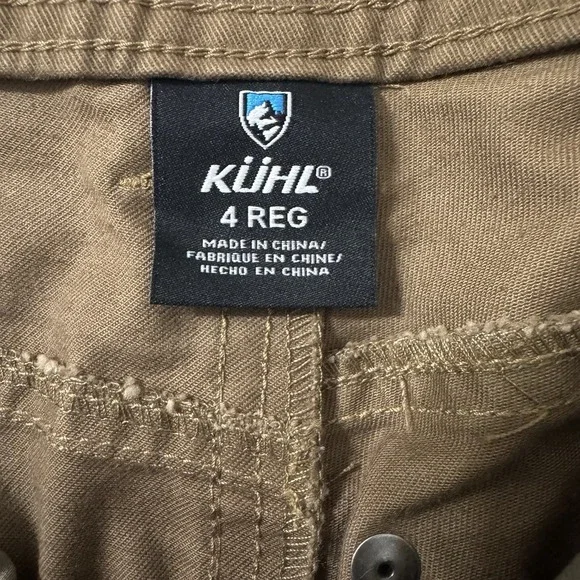 KÜHL®
4 REG
MADE IN CHINA/
FABRIQUE EN CHINE/
HECHO EN CHINA